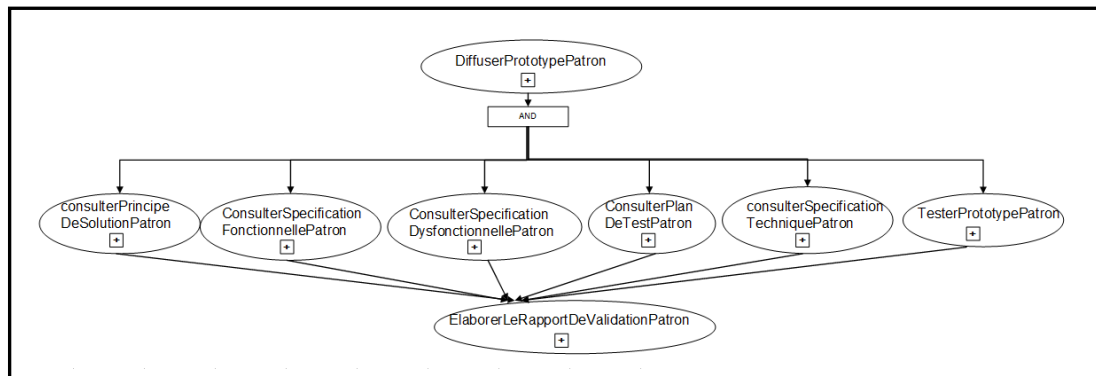 DiffuserPrototypePatron
+
AND
consulterPrincipe
DeSolutionPatron
+
ConsulterSpecification
FonctionnellePatron
+
ConsulterSpecification
DysfonctionnellePatron
+
ConsulterPlan
DeTestPatron
+
consulterSpecification
TechniquePatron
+
TesterPrototypePatron
+
ElaborerLeRapportDeValidationPatron
+